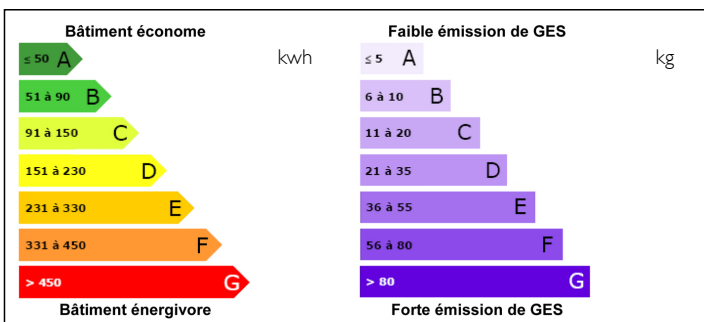 Bâtiment économe
kwh
≤ 50 A
51 à 90 B
91 à 150 C
151 à 230 D
231 à 330 E
331 à 450 F
> 450 G
Bâtiment énergivore
Faible émission de GES
kg
≤ 5 A
6 à 10 B
11 à 20 C
21 à 35 D
36 à 55 E
56 à 80 F
> 80 G
Forte émission de GES